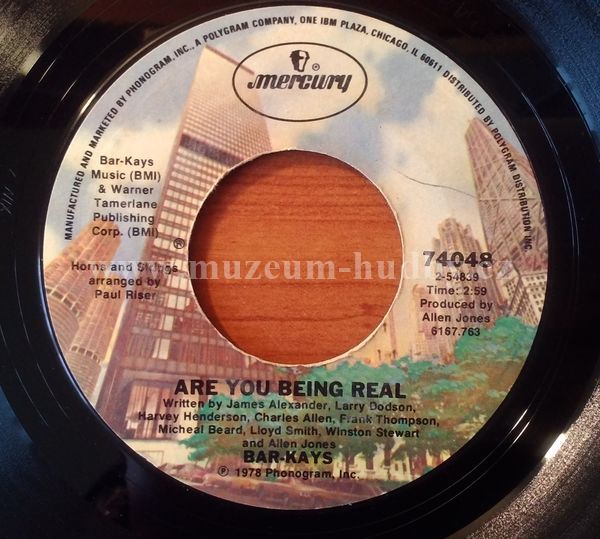 MANUFACTURED AND MARKETED BY PHONOGRAM, INC., A POLYGRAM COMPANY, ONE IBM PLAZA, CHICAGO, IL 60611 DISTRIBUTED BY POLYGRAM DISTRIBUTION INC.
mercury
®
Bar-Kays
Music (BMI)
& Warner
Tamerlane
Publishing
Corp. (BMI)
®
Horns and Strings
arranged by
Paul Riser
74048
2-54839
Time: 2:59
Produced by
Allen Jones
6167.763
ARE YOU BEING REAL
Written by James Alexander, Larry Dodson,
Harvey Henderson, Charles Allen, Frank Thompson,
Micheal Beard, Lloyd Smith, Winston Stewart
and Allen Jones
BAR-KAYS
℗ 1978 Phonogram, Inc.